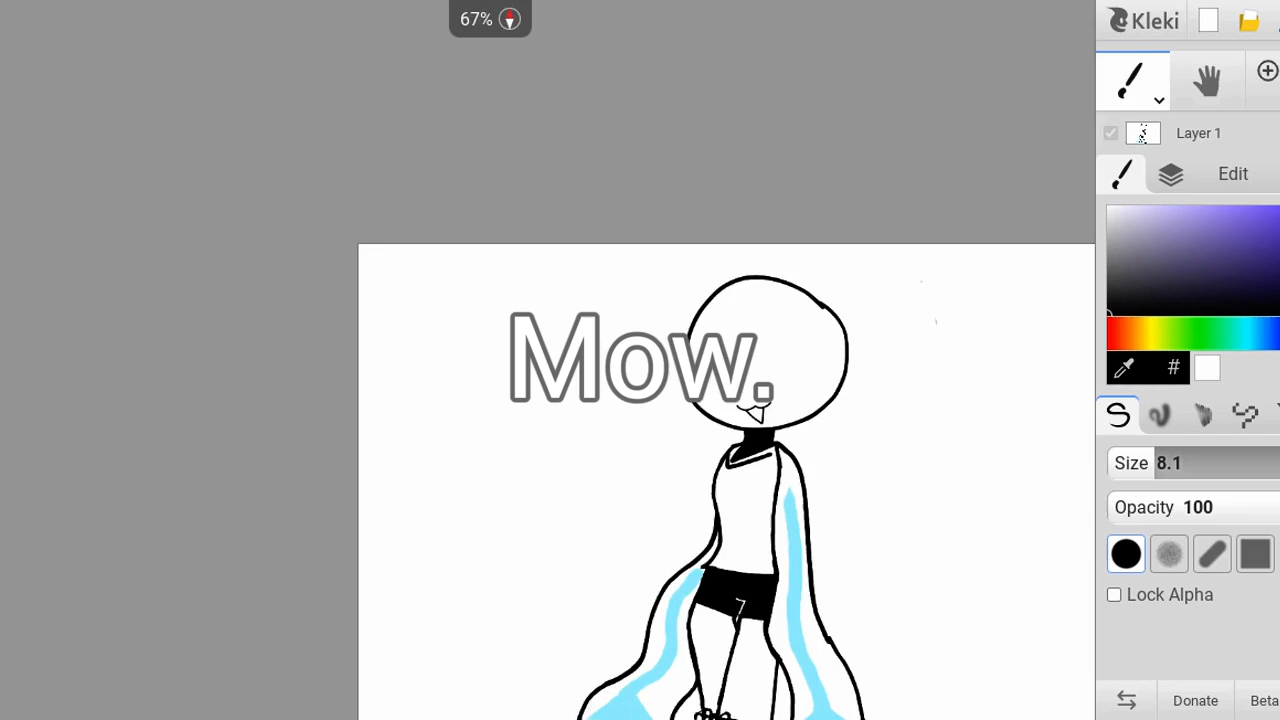 67%
Kleki
Layer 1
Edit
Mow.
#
Size 8.1
Opacity 100
Lock Alpha
Donate
Beta